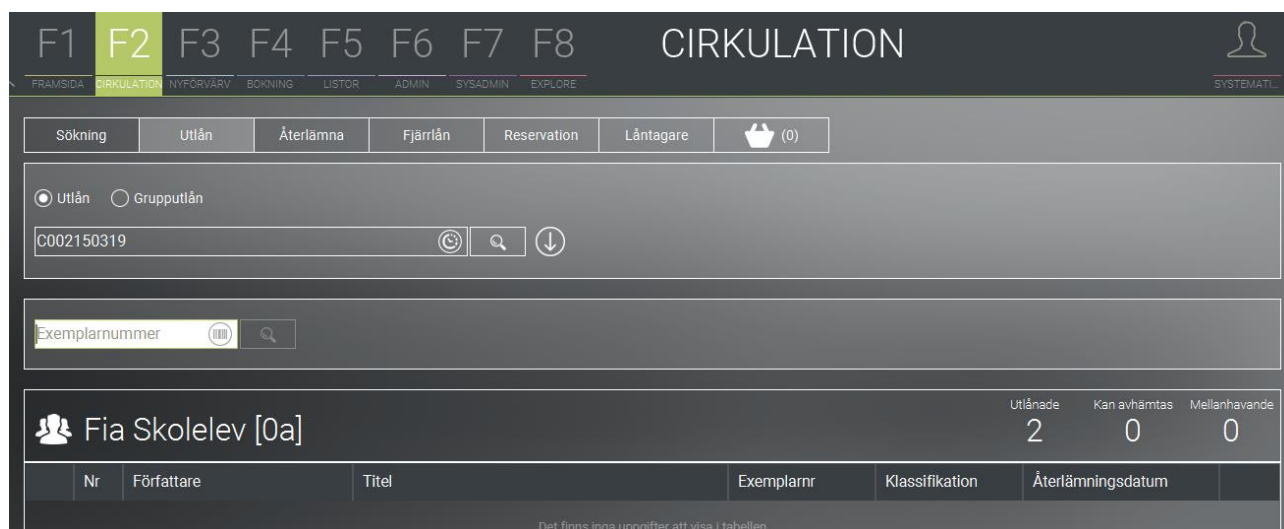 F1 F2 F3 F4 F5 F6 F7 F8 CIRKULATION
FRAMSIDA CIRKULATION NYFÖRVÄRV BOKNING LISTOR ADMIN SYSADMIN EXPLORE SYSTEMATI...
Sökning Utlån Återlämna Fjärrlån Reservation Låntagare (0)
Utlån Grupputlån
C002150319
Exemplarnummer
Utlånade Kan avhämtas Mellanhavande
Fia Skolelev [0a] 2 0 0
Nr Författare Titel Exemplarnr Klassifikation Återlämningsdatum
Det finns inga uppgifter att visa i tabellen